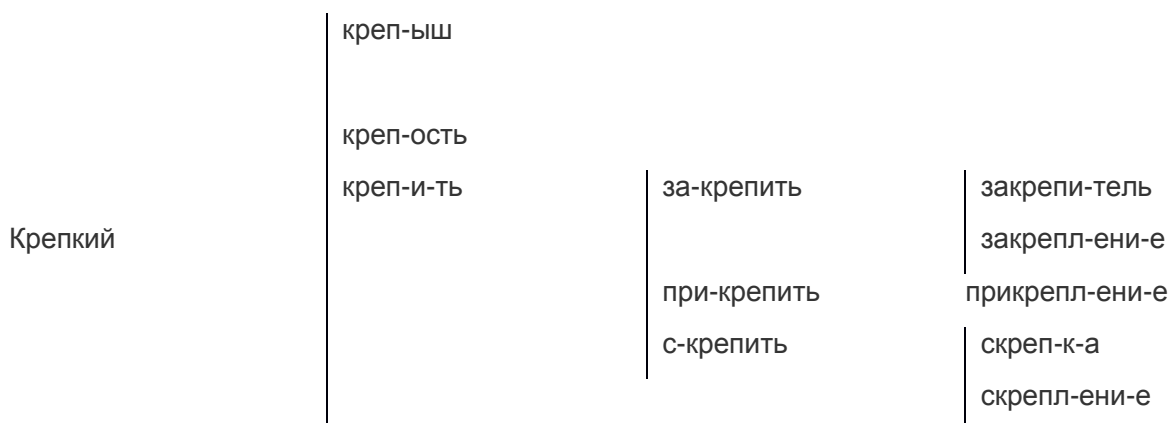 креп-ыш
креп-ость
креп-и-ть за-крепить закрепи-тель
Крепкий закрепл-ени-е
при-крепить прикрепл-ени-е
с-крепить скреп-к-а
скрепл-ени-е